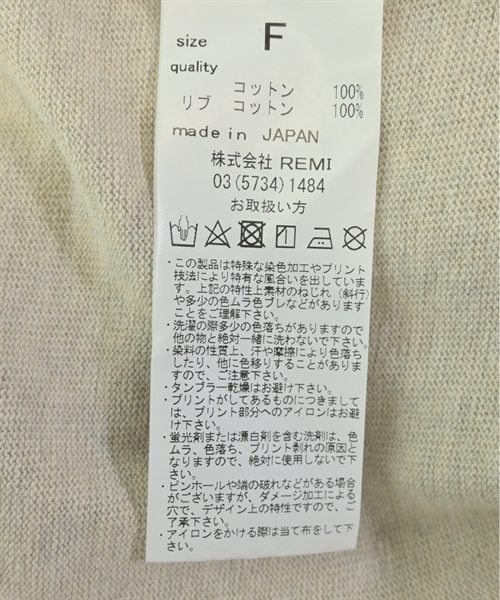 size F
quality
コットン 100%
リブ コットン 100%
made in JAPAN
株式会社 REMI
03(5734)1484
お取扱い方
・この製品は特殊な染色加工やプリント
技法により特有な風合いを出していま
す。上記の特性上素材のねじれ（斜行）
や多少の色ムラ色ブレなどがあります
ことをご理解下さい。
・洗濯の際多少の色落ちがありますので
他の物と絶対一緒に洗わないで下さい。
・染料の性質上、汗や摩擦により色落ち
したり、他に色移りすることがありま
すので、ご注意下さい。
・タンブラー乾燥はお避け下さい。
・プリントがしてあるものにつきまして
は、プリント部分へのアイロンはお避
け下さい。
・蛍光剤または漂白剤を含む洗剤は、色
ムラ、色落ち、プリント剥れの原因と
なりますので、絶対に使用しないで下
さい。
・ピンホールや端の破れなどがある場合
がございますが、ダメージ加工による
穴で、デザイン上の特性ですので、ご
了承下さい。
・アイロンをかける際は当て布をして下
さい。